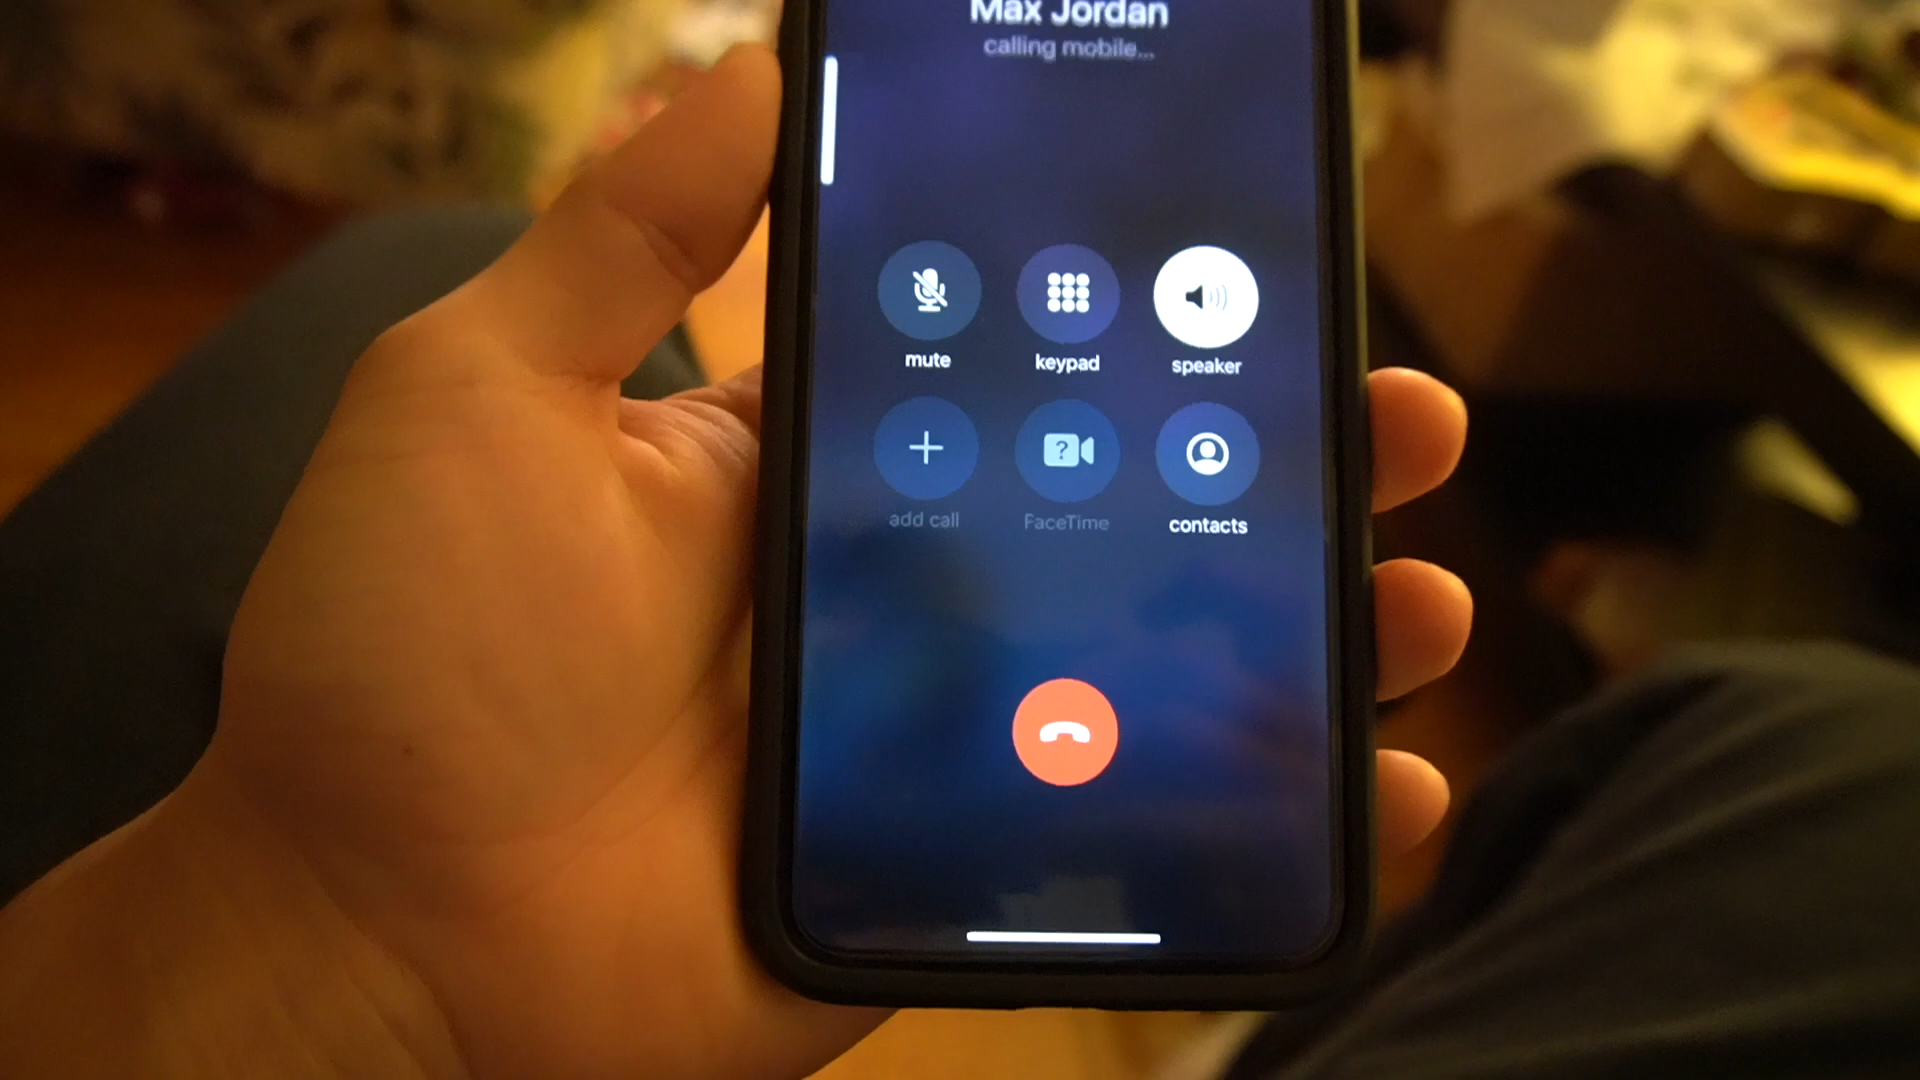 Max Jordan
calling mobile...
mute
keypad
speaker
?
add call
FaceTime
contacts